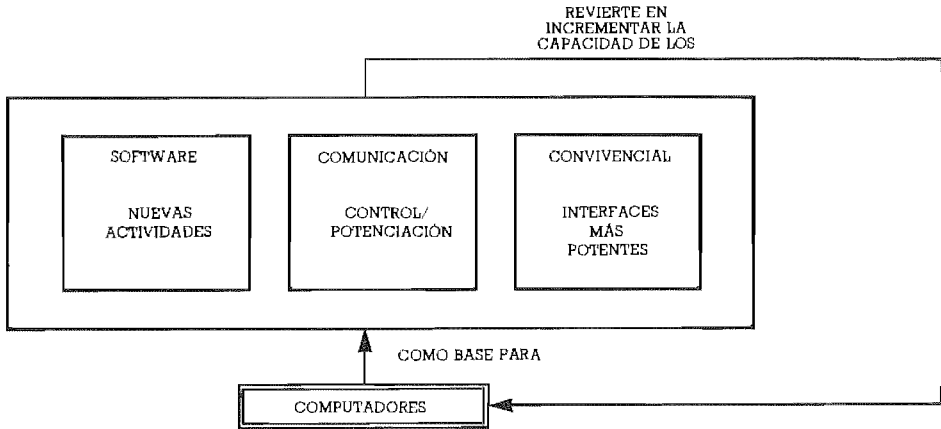 REVIERTE EN
INCREMENTAR LA
CAPACIDAD DE LOS
SOFTWARE
NUEVAS
ACTIVIDADES
COMUNICACIÓN
CONTROL/
POTENCIACIÓN
CONVIVENCIAL
INTERFACES
MÁS
POTENTES
COMO BASE PARA
COMPUTADORES